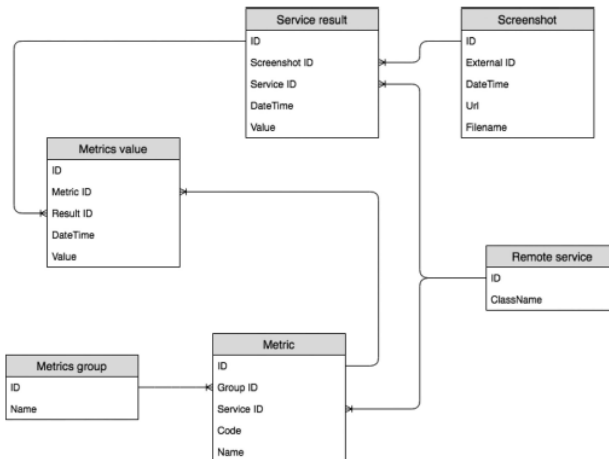 Service result
ID
Screenshot ID
Service ID
DateTime
Value
Screenshot
ID
External ID
DateTime
Url
Filename
Metrics value
ID
Metric ID
Result ID
DateTime
Value
Remote service
ID
ClassName
Metric
ID
Group ID
Service ID
Code
Name
Metrics group
ID
Name